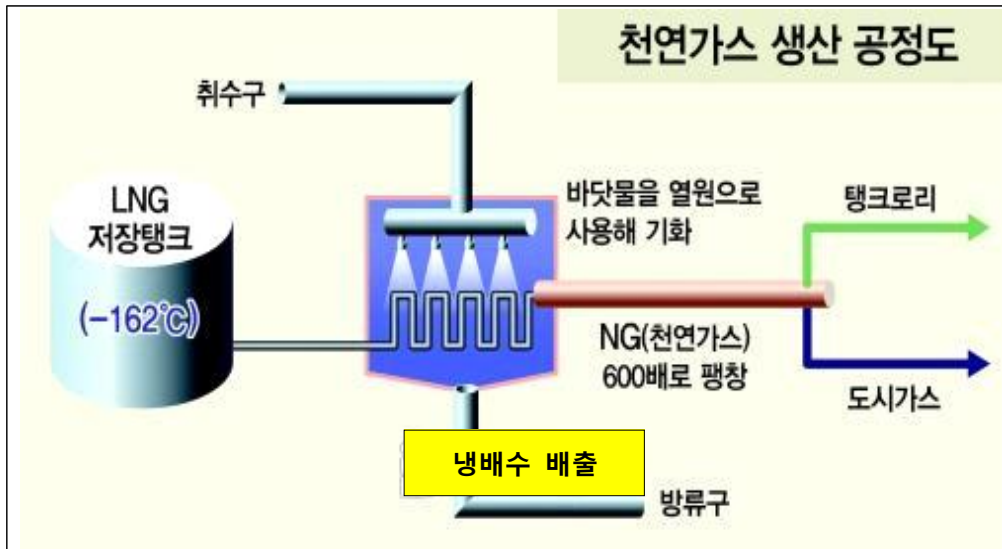 천연가스 생산 공정도
취수구
LNG
저장탱크
(-162℃)
바닷물을 열원으로
사용해 기화
탱크로리
NG(천연가스)
600배로 팽창
도시가스
냉배수 배출
방류구